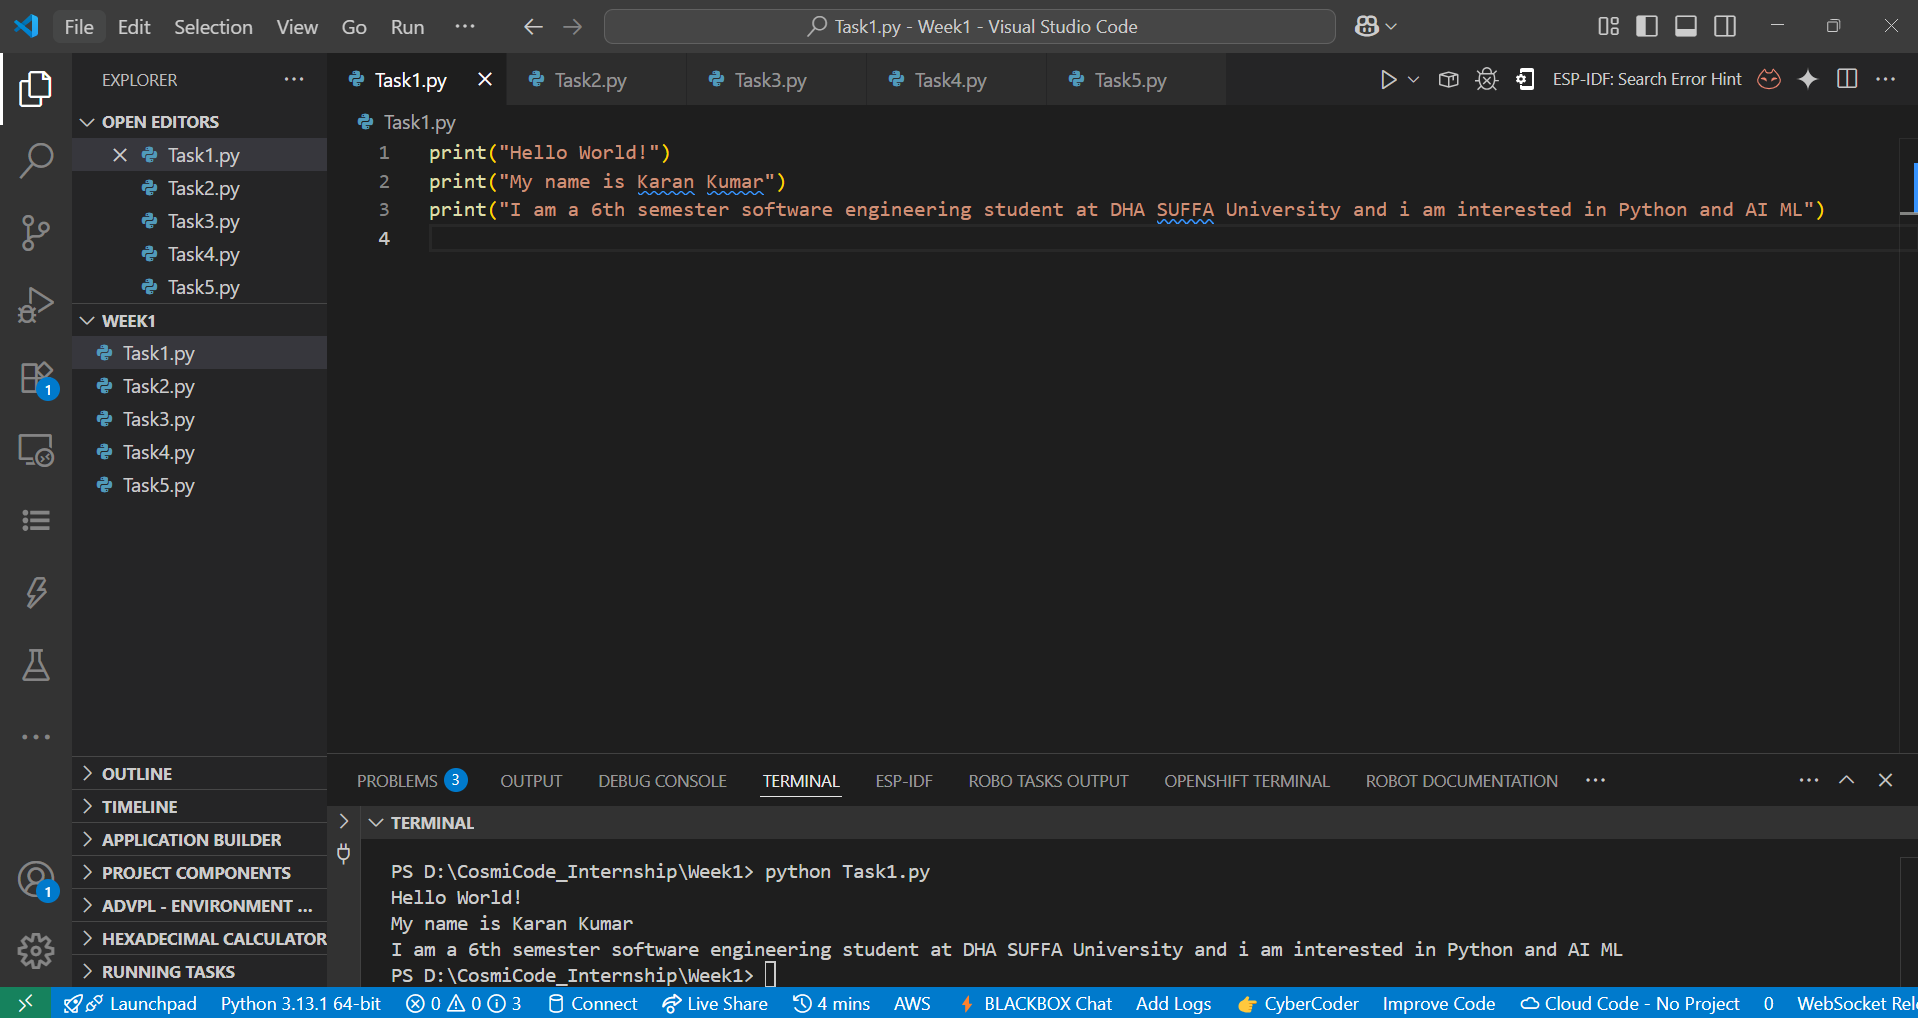 File Edit Selection View Go Run ···
Task1.py - Week1 - Visual Studio Code
EXPLORER ···
OPEN EDITORS
Task1.py
Task2.py
Task3.py
Task4.py
Task5.py
WEEK1
Task1.py
Task2.py
Task3.py
Task4.py
Task5.py
OUTLINE
TIMELINE
APPLICATION BUILDER
PROJECT COMPONENTS
ADVPL - ENVIRONMENT ...
HEXADECIMAL CALCULATOR
RUNNING TASKS
1
1
Task1.py Task2.py Task3.py Task4.py Task5.py
ESP-IDF: Search Error Hint
Task1.py
1 print("Hello World!")
2 print("My name is Karan Kumar")
3 print("I am a 6th semester software engineering student at DHA SUFFA University and i am interested in Python and AI ML")
4
PROBLEMS 3 OUTPUT DEBUG CONSOLE TERMINAL ESP-IDF ROBO TASKS OUTPUT OPENSHIFT TERMINAL ROBOT DOCUMENTATION ···
TERMINAL
PS D:\CosmiCode_Internship\Week1> python Task1.py
Hello World!
My name is Karan Kumar
I am a 6th semester software engineering student at DHA SUFFA University and i am interested in Python and AI ML
PS D:\CosmiCode_Internship\Week1>
Launchpad Python 3.13.1 64-bit 0 0 3 Connect Live Share 4 mins AWS BLACKBOX Chat Add Logs CyberCoder Improve Code Cloud Code - No Project 0 WebSocket Rel